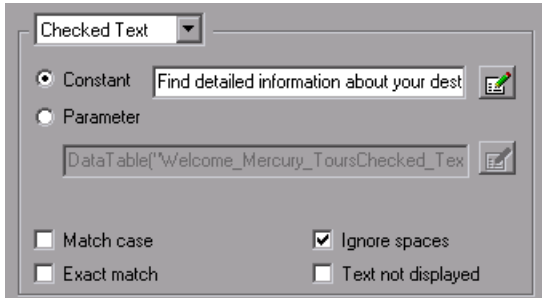 Checked Text
Constant Find detailed information about your dest
Parameter
DataTable("Welcome_Mercury_ToursChecked_Tex
Match case Ignore spaces
Exact match Text not displayed